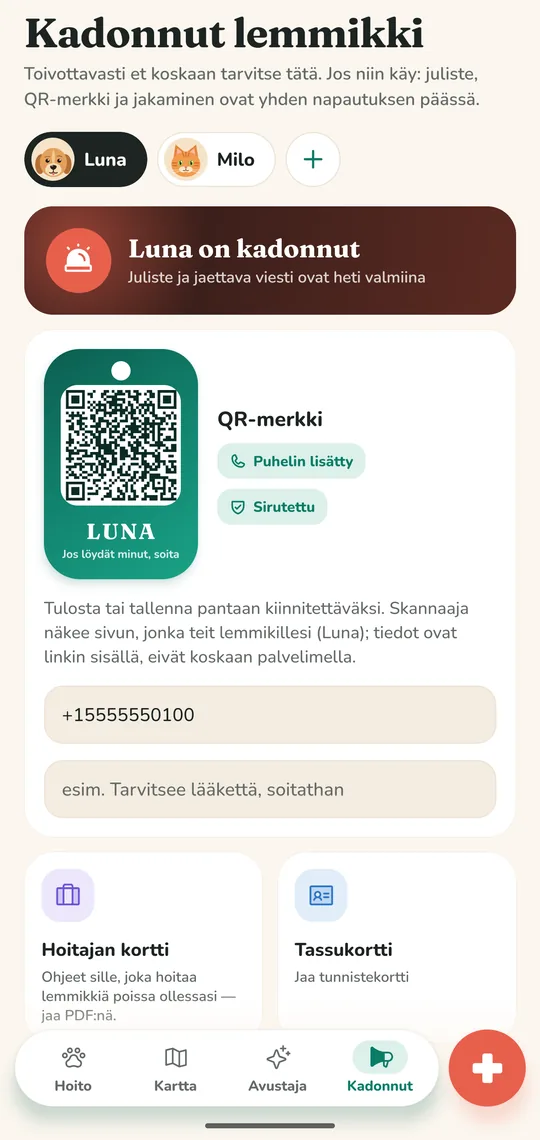 Kadonnut lemmikki
Toivottavasti et koskaan tarvitse tätä. Jos niin käy: juliste,
QR-merkki ja jakaminen ovat yhden napautuksen päässä.
Luna
Milo
Luna on kadonnut
Juliste ja jaettava viesti ovat heti valmiina
LUNA
Jos löydät minut, soita
QR-merkki
Puhelin lisätty
Sirutettu
Tulosta tai tallenna pantaan kiinnitettäväksi. Skannaaja
näkee sivun, jonka teit lemmikillesi (Luna); tiedot ovat
linkin sisällä, eivät koskaan palvelimella.
+15555550100
esim. Tarvitsee lääkettä, soitathan
Hoitajan kortti
Ohjeet sille, joka hoitaa
lemmikkiä poissa ollessasi —
jaa PDF:nä.
Tassukortti
Jaa tunnistekortti
Hoito
Kartta
Avustaja
Kadonnut